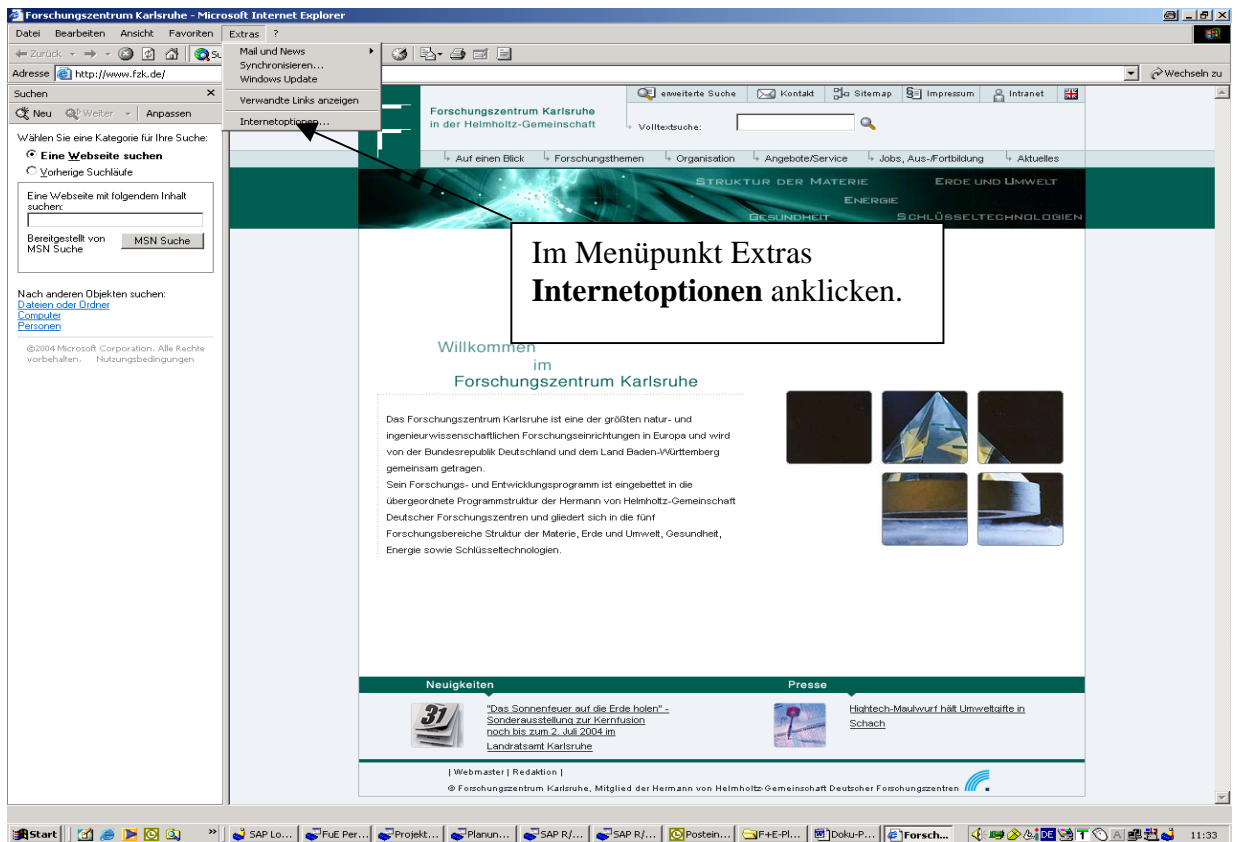 Forschungszentrum Karlsruhe - Microsoft Internet Explorer
Datei Bearbeiten Ansicht Favoriten Extras ?
Zurück
Mail und News
Synchronisieren...
Windows Update
Verwandte Links anzeigen
Internetoptionen...
Adresse http://www.fzk.de/
Wechseln zu
Suchen
Neu Weiter Anpassen
Wählen Sie eine Kategorie für Ihre Suche:
Eine Webseite suchen
Vorherige Suchläufe
Eine Webseite mit folgendem Inhalt
suchen:
Bereitgestellt von
MSN Suche
MSN Suche
Nach anderen Objekten suchen:
Dateien oder Ordner
Computer
Personen
©2004 Microsoft Corporation. Alle Rechte
vorbehalten. Nutzungsbedingungen
erweiterte Suche Kontakt Sitemap Impressum Intranet
Forschungszentrum Karlsruhe
in der Helmholtz-Gemeinschaft
Volltextsuche:
Auf einen Blick Forschungsthemen Organisation Angebote/Service Jobs, Aus-/Fortbildung Aktuelles
Struktur der Materie Erde und Umwelt
Energie
Gesundheit Schlüsseltechnologien
Im Menüpunkt Extras
Internetoptionen anklicken.
Willkommen
im
Forschungszentrum Karlsruhe
Das Forschungszentrum Karlsruhe ist eine der größten natur- und
ingenieurwissenschaftlichen Forschungseinrichtungen in Europa und wird
von der Bundesrepublik Deutschland und dem Land Baden-Württemberg
gemeinsam getragen.
Sein Forschungs- und Entwicklungsprogramm ist eingebettet in die
übergeordnete Programmstruktur der Hermann von Helmholtz-Gemeinschaft
Deutscher Forschungszentren und gliedert sich in die fünf
Forschungsbereiche Struktur der Materie, Erde und Umwelt, Gesundheit,
Energie sowie Schlüsseltechnologien.
Neuigkeiten Presse
31
"Das Sonnenfeuer auf die Erde holen" -
Sonderausstellung zur Kernfusion
noch bis zum 2. Juli 2004 im
Landratsamt Karlsruhe
Hightech-Maulwurf hält Umweltgifte in
Schach
| Webmaster | Redaktion |
© Forschungszentrum Karlsruhe, Mitglied der Hermann von Helmholtz-Gemeinschaft Deutscher Forschungszentren
Start » SAP Lo... FuE Per... Projekt... Planun... SAP R/... SAP R/... Postein... F+E-Pl... Doku-P... Forsch... DE 11:33